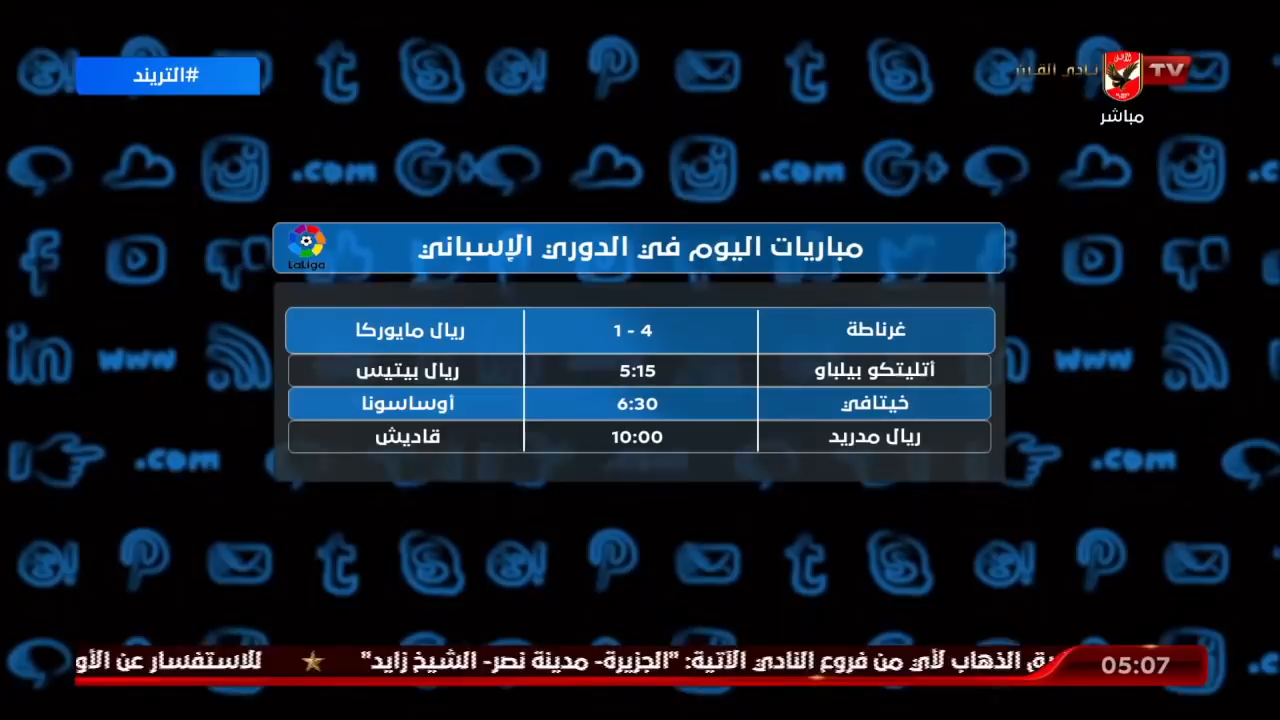 #التريند
نادي القرن
TV
مباشر
مباريات اليوم في الدوري الإسباني
LaLiga
غرناطة 4 - 1 ريال مايوركا
أتليتكو بيلباو 5:15 ريال بيتيس
خيتافي 6:30 أوساسونا
ريال مدريد 10:00 قاديش
الذهاب لأي من فروع النادي الآتية: "الجزيرة- مدينة نصر- الشيخ زايد" ★ للاستفسار عن
05:07